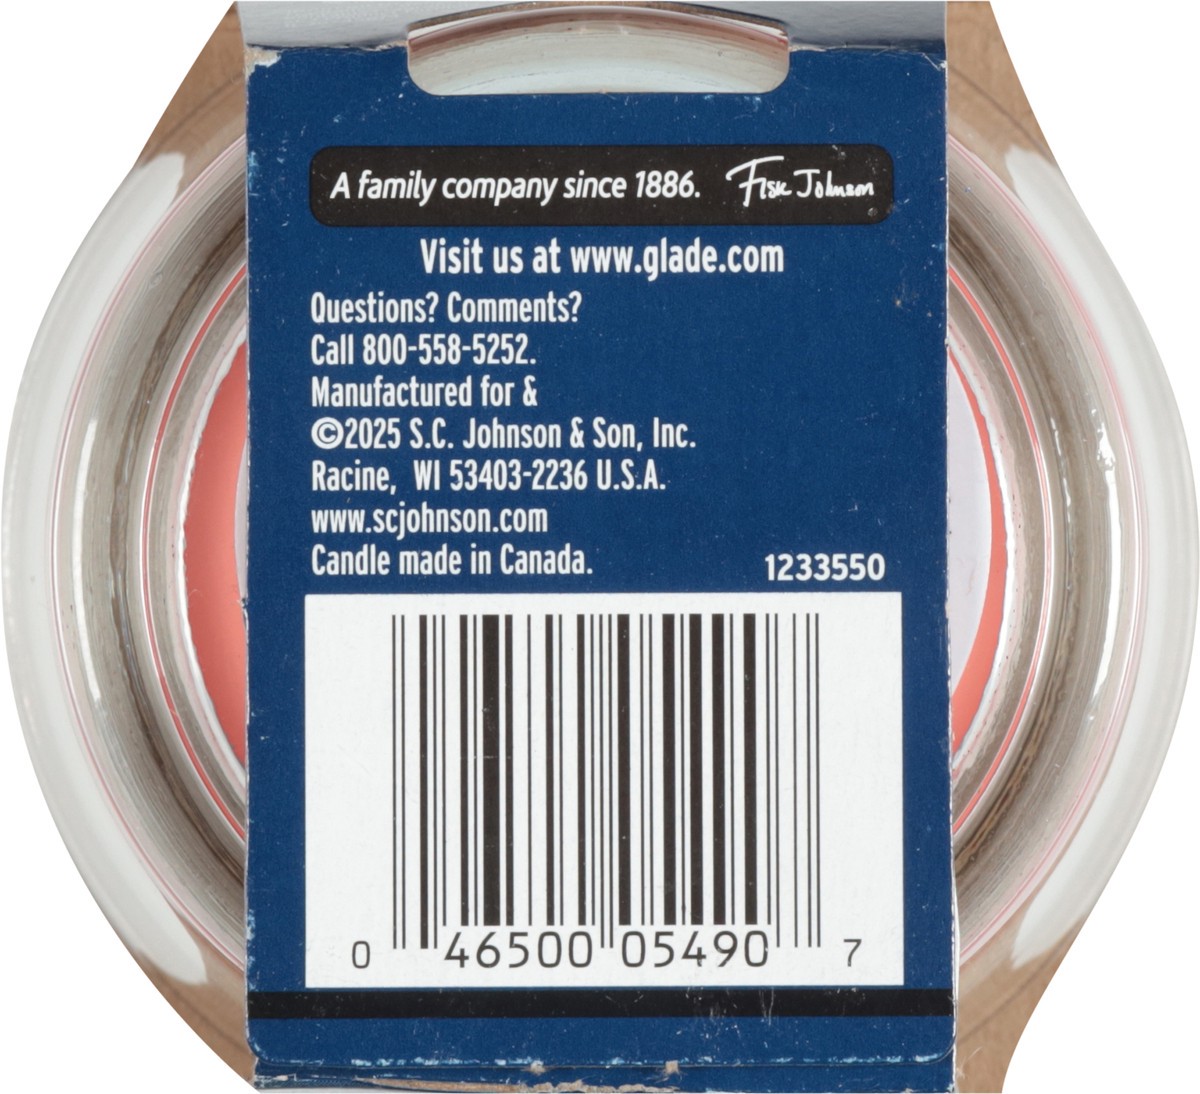 A family company since 1886. Fisk Johnson
Visit us at www.glade.com
Questions? Comments?
Call 800-558-5252.
Manufactured for &
©2025 S.C. Johnson & Son, Inc.
Racine, WI 53403-2236 U.S.A.
www.scjohnson.com
Candle made in Canada.
1233550
0 46500 05490 7